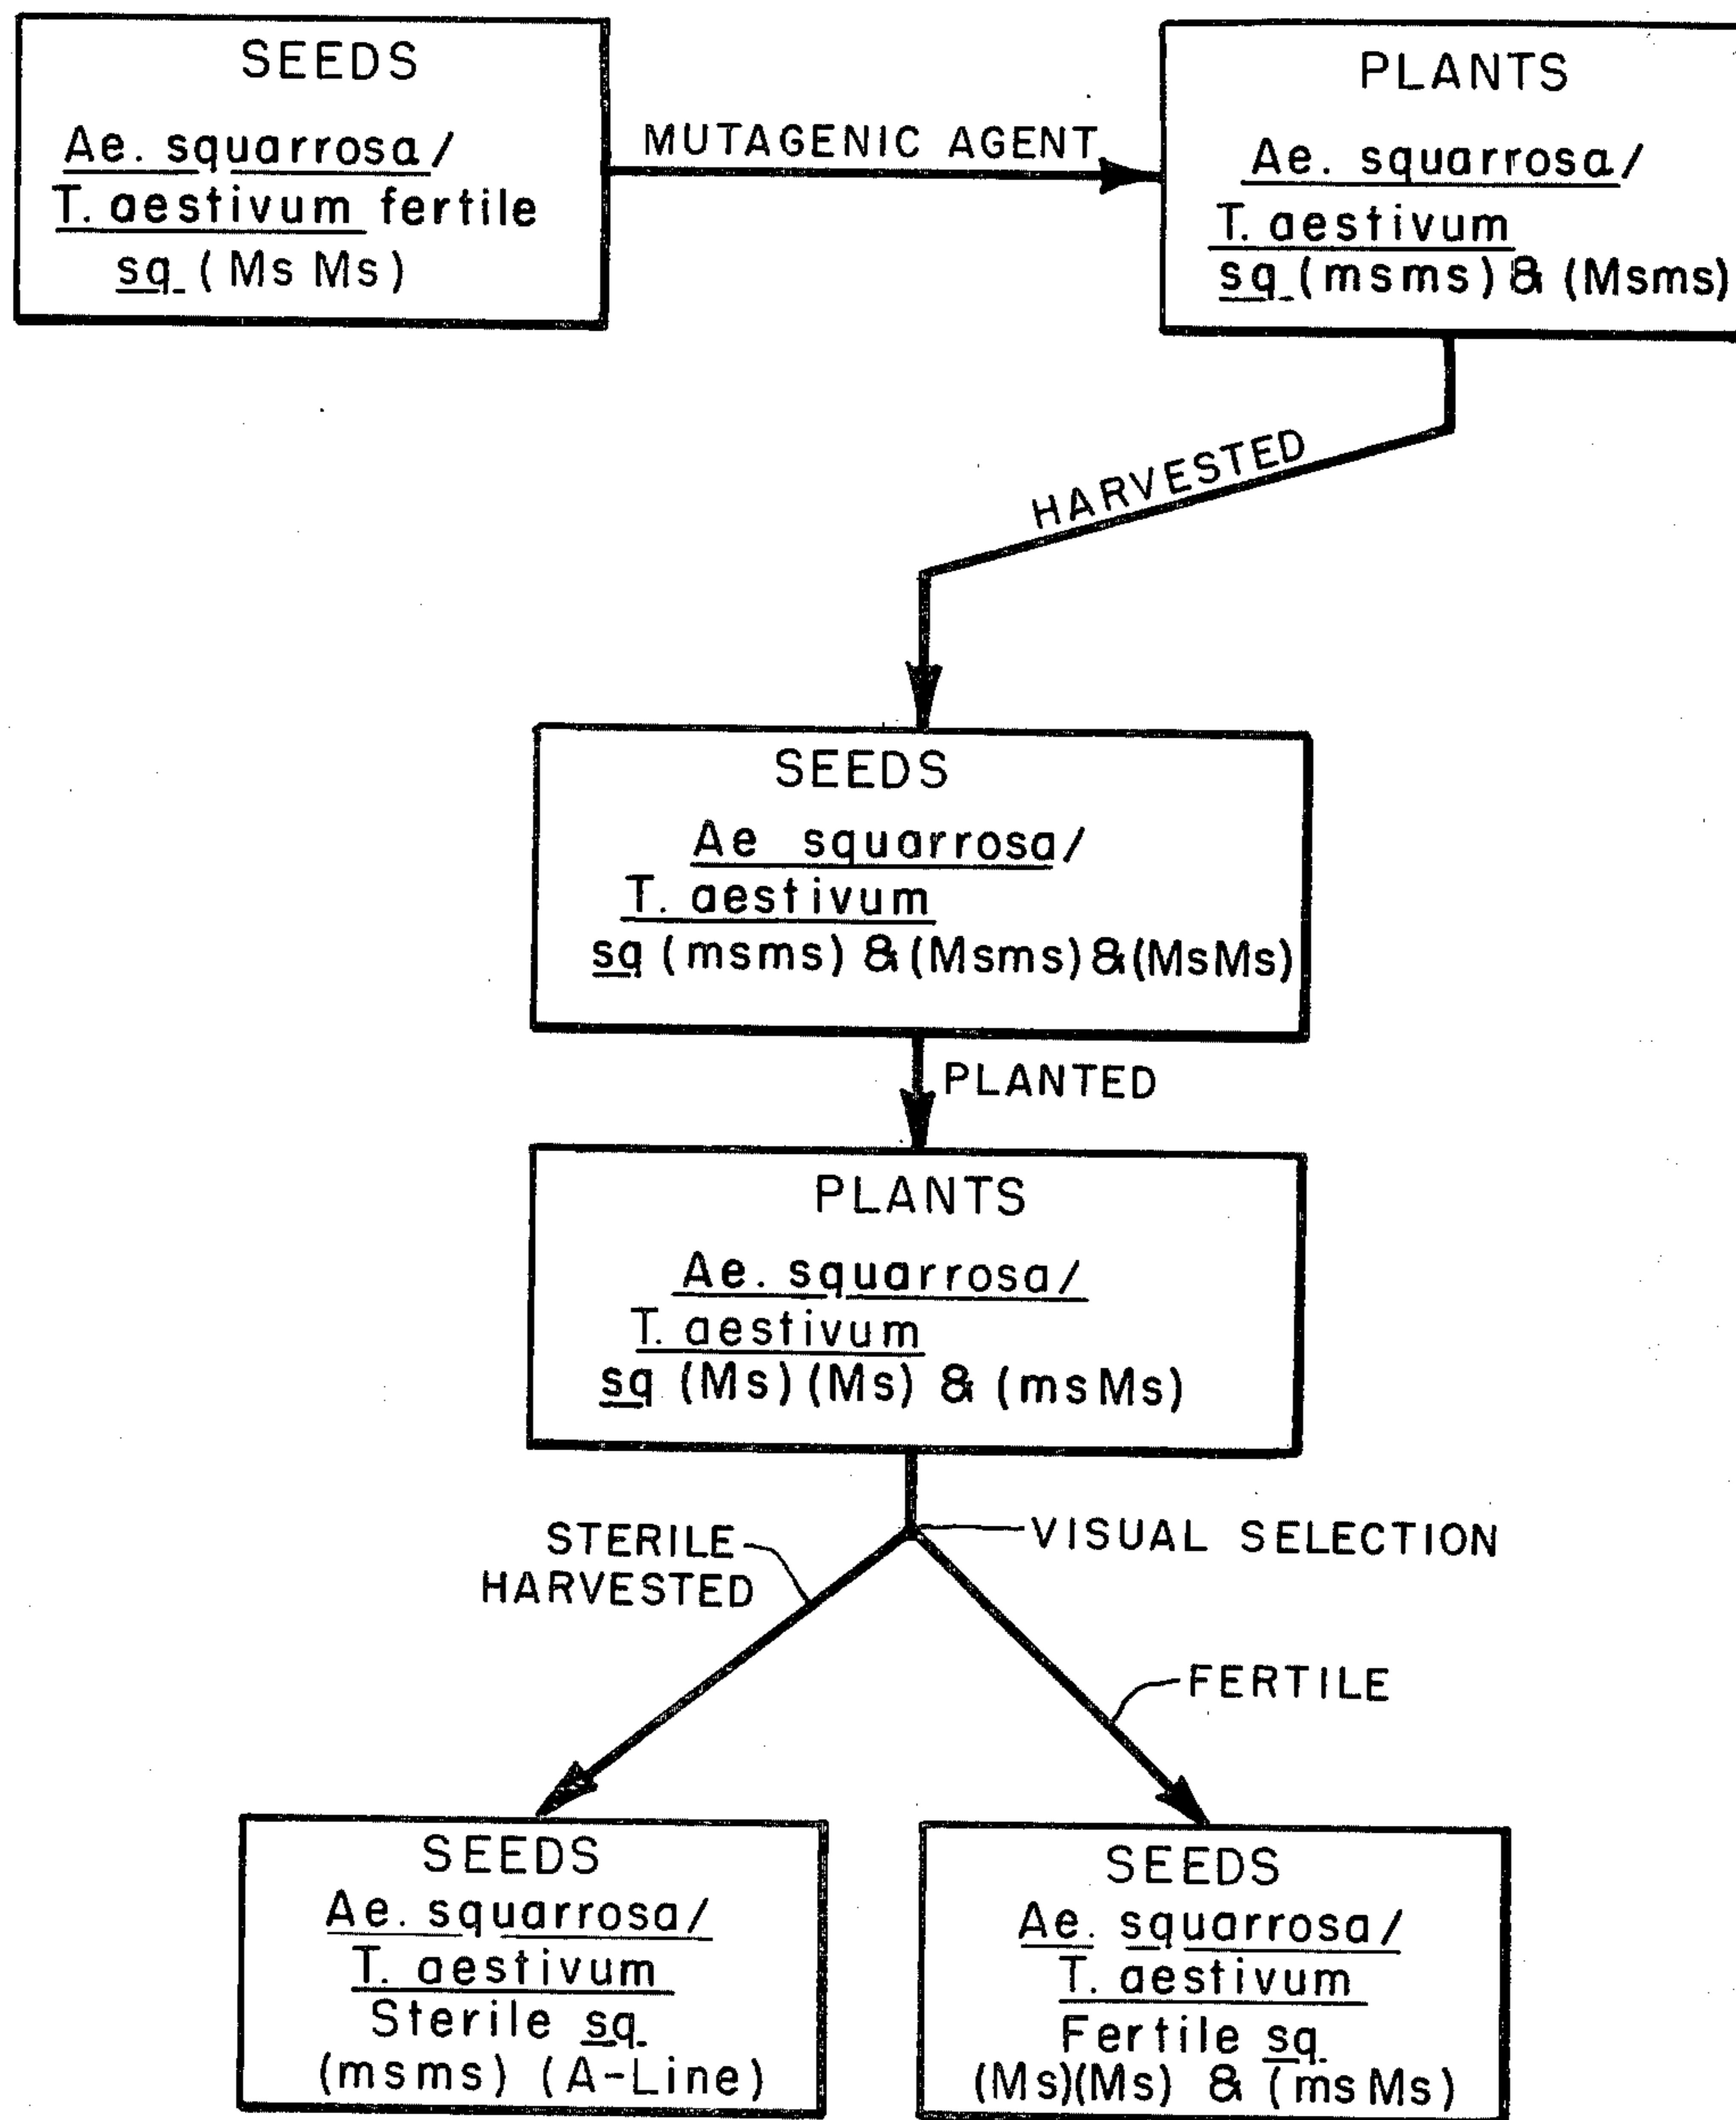 SEEDS
Ae. squarrosa/
T. aestivum fertile
sq. (Ms Ms)
MUTAGENIC AGENT
PLANTS
Ae. squarrosa/
T. aestivum
sq. (msms) & (Msms)
HARVESTED
SEEDS
Ae squarrosa/
T. aestivum
sq (msms) & (Msms) & (MsMs)
PLANTED
PLANTS
Ae. squarrosa/
T. aestivum
sq (Ms) (Ms) & (msMs)
VISUAL SELECTION
STERILE
HARVESTED
FERTILE
SEEDS
Ae. squarrosa/
T. aestivum
Sterile sq.
(msms) (A-Line)
SEEDS
Ae. squarrosa/
T. aestivum
Fertile sq.
(Ms)(Ms) & (msMs)